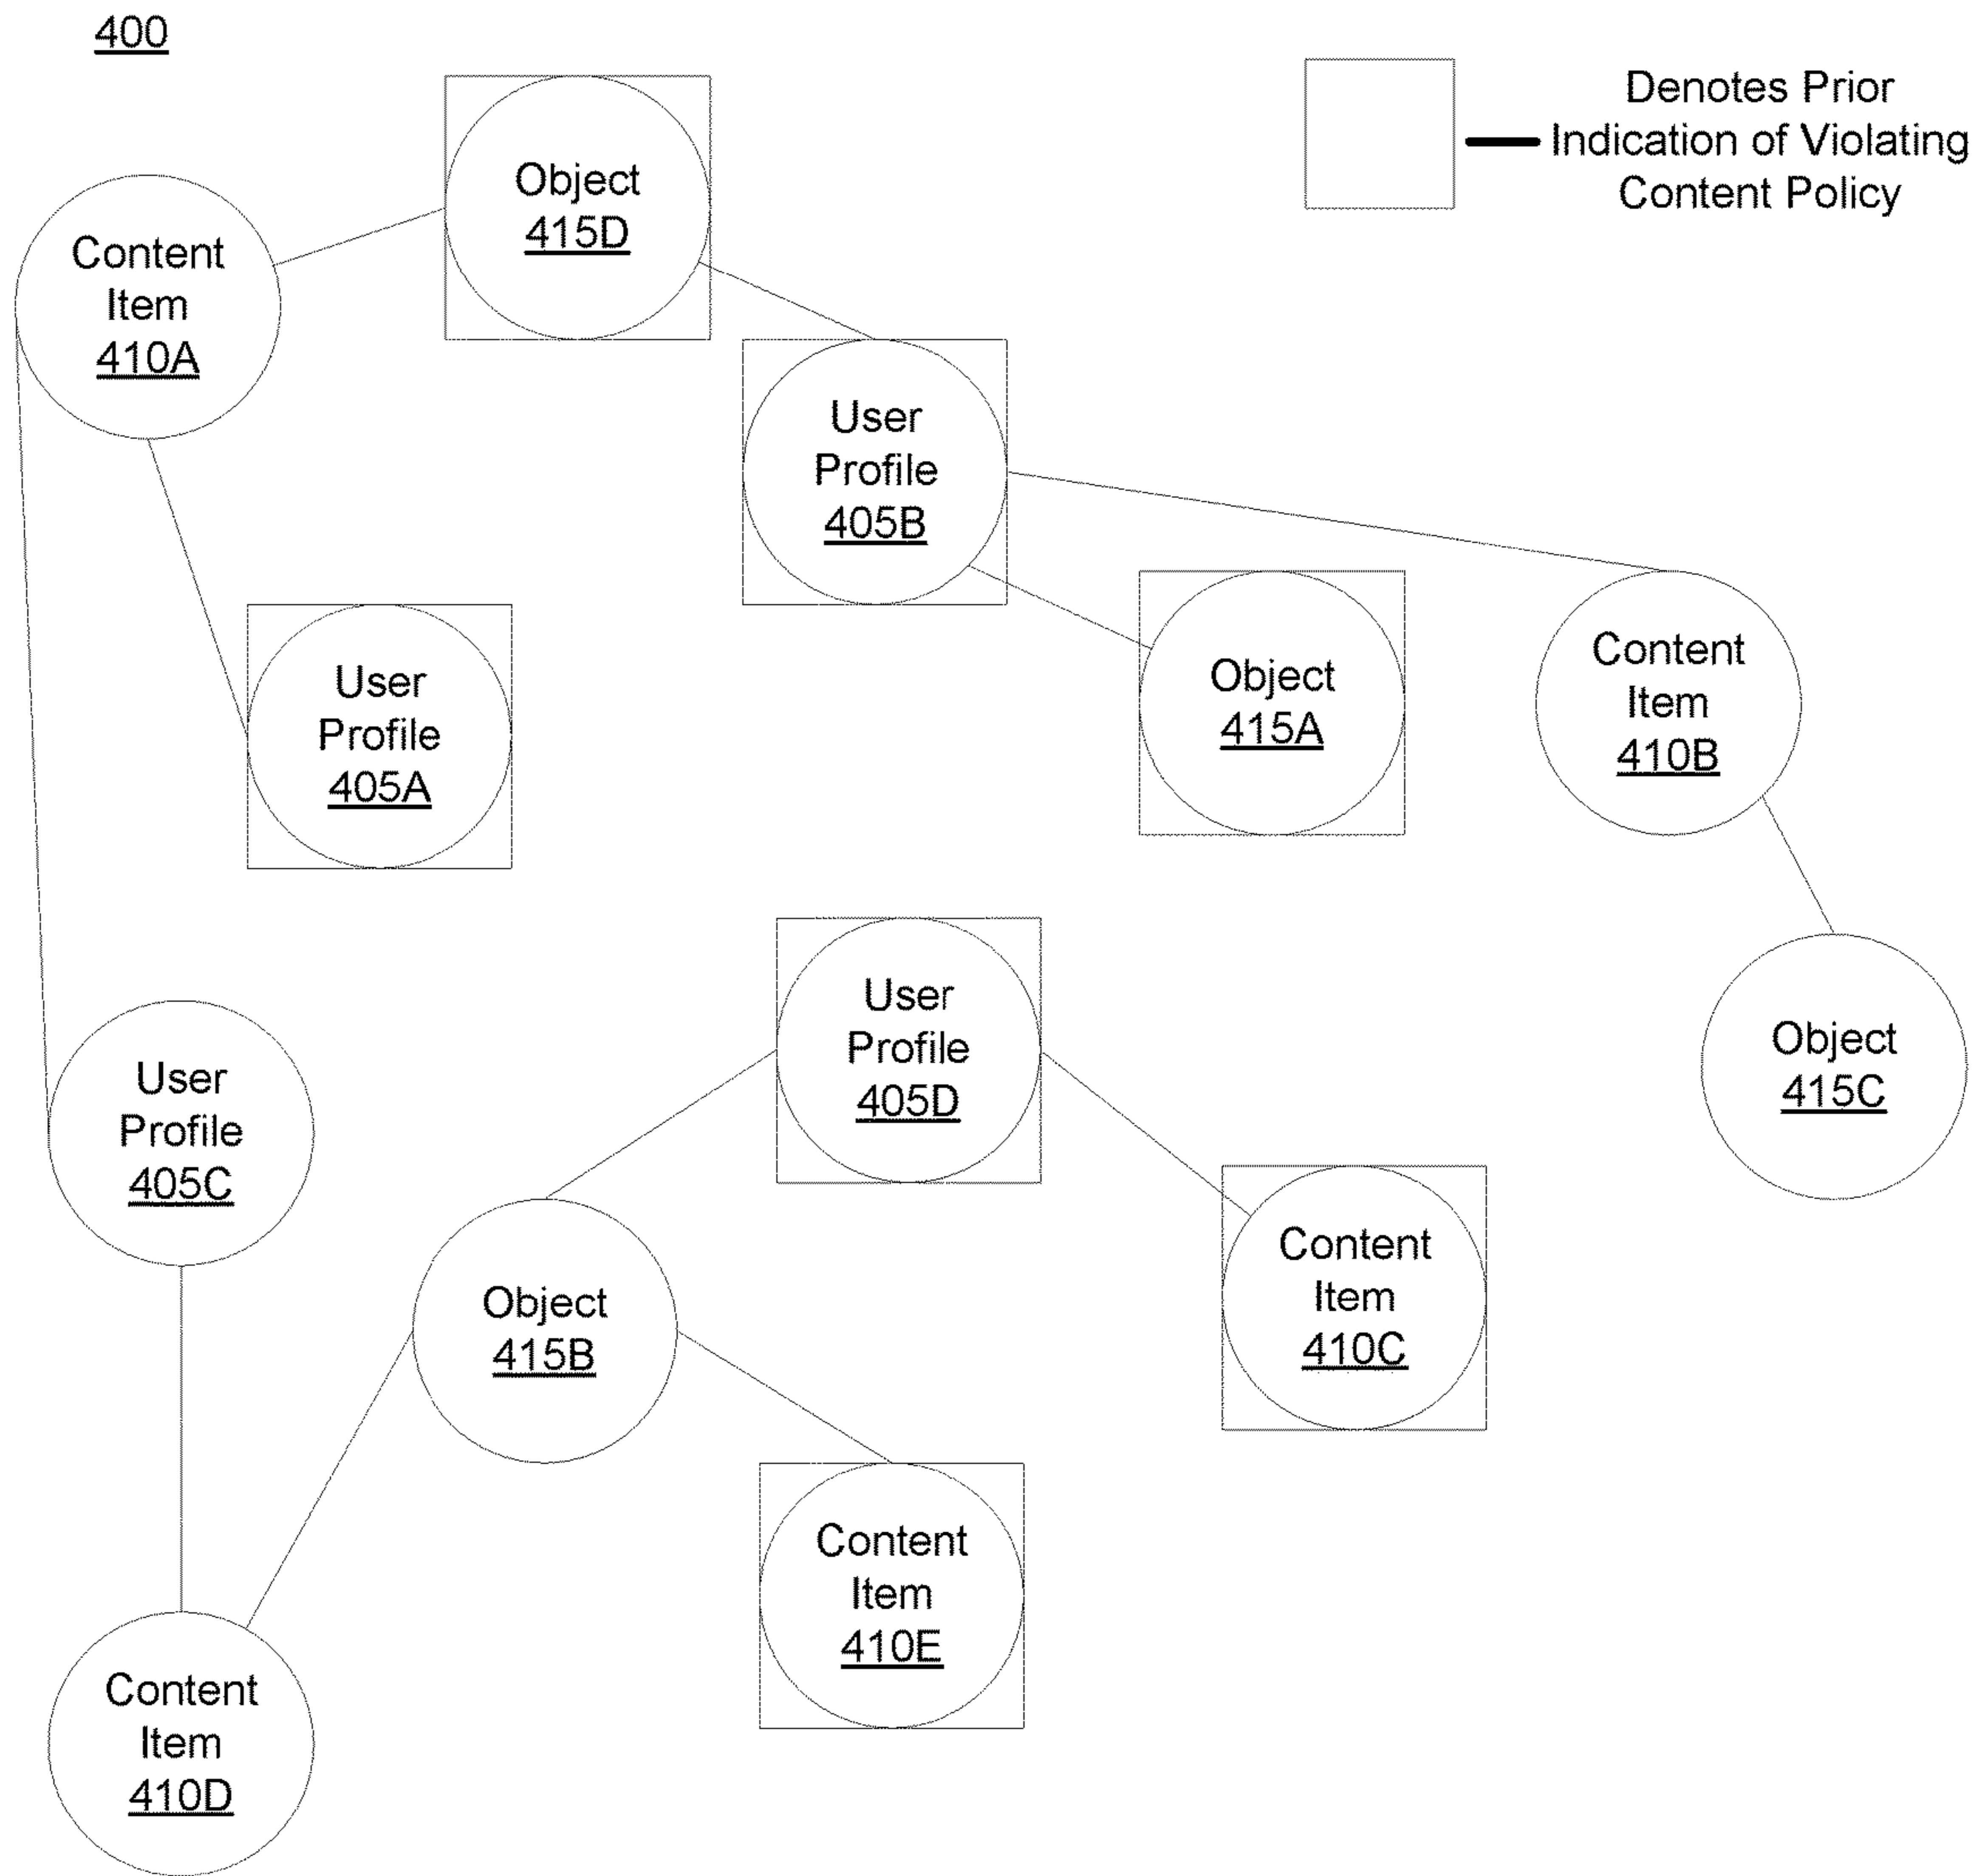 400
Denotes Prior
Indication of Violating
Content Policy
Object
415D
Content
Item
410A
User
Profile
405B
User
Profile
405A
Object
415A
Content
Item
410B
User
Profile
405D
Object
415C
User
Profile
405C
Object
415B
Content
Item
410C
Content
Item
410E
Content
Item
410D